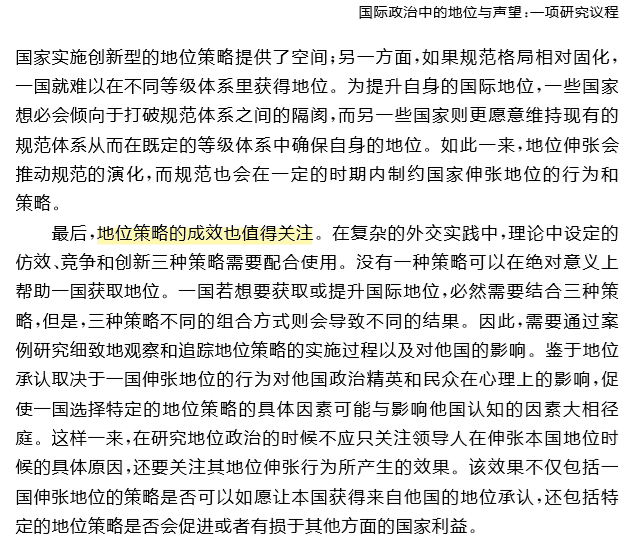 国际政治中的地位与声望:一项研究议程
国家实施创新型的地位策略提供了空间;另一方面,如果规范格局相对固化,
一国就难以在不同等级体系里获得地位。为提升自身的国际地位,一些国家
想必会倾向于打破规范体系之间的隔阂,而另一些国家则更愿意维持现有的
规范体系从而在既定的等级体系中确保自身的地位。如此一来,地位伸张会
推动规范的演化,而规范也会在一定的时期内制约国家伸张地位的行为和
策略。
最后,地位策略的成效也值得关注。在复杂的外交实践中,理论中设定的
仿效、竞争和创新三种策略需要配合使用。没有一种策略可以在绝对意义上
帮助一国获取地位。一国若想要获取或提升国际地位,必然需要结合三种策
略,但是,三种策略不同的组合方式则会导致不同的结果。因此,需要通过案
例研究细致地观察和追踪地位策略的实施过程以及对他国的影响。鉴于地位
承认取决于一国伸张地位的行为对他国政治精英和民众在心理上的影响,促
使一国选择特定的地位策略的具体因素可能与影响他国认知的因素大相径
庭。这样一来,在研究地位政治的时候不应只关注领导人在伸张本国地位时
候的具体原因,还要关注其地位伸张行为所产生的效果。该效果不仅包括一
国伸张地位的策略是否可以如愿让本国获得来自他国的地位承认,还包括特
定的地位策略是否会促进或者有损于其他方面的国家利益。